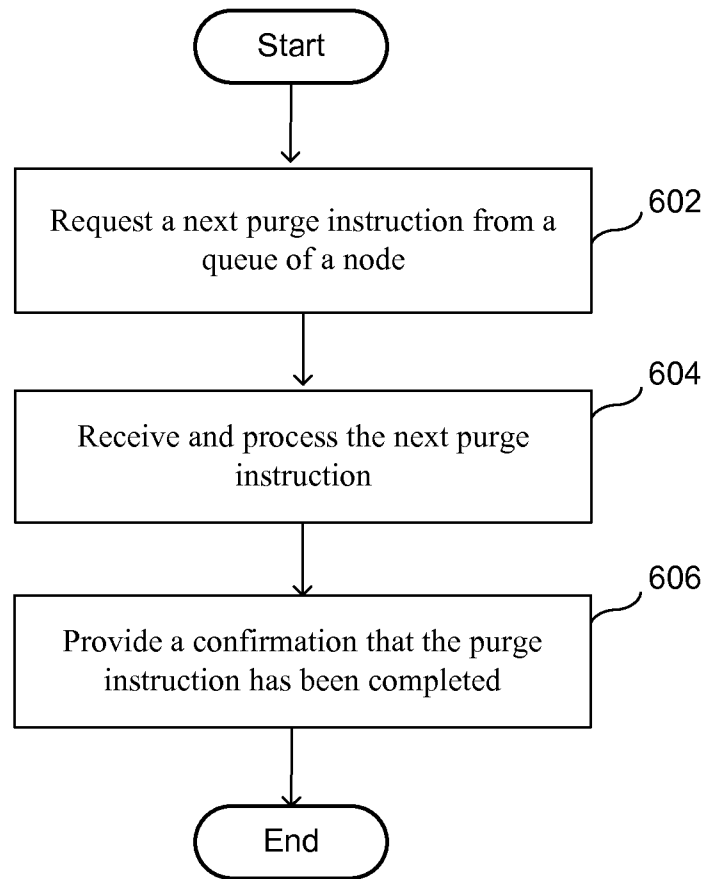 Start
Request a next purge instruction from a
queue of a node
602
Receive and process the next purge
instruction
604
Provide a confirmation that the purge
instruction has been completed
606
End